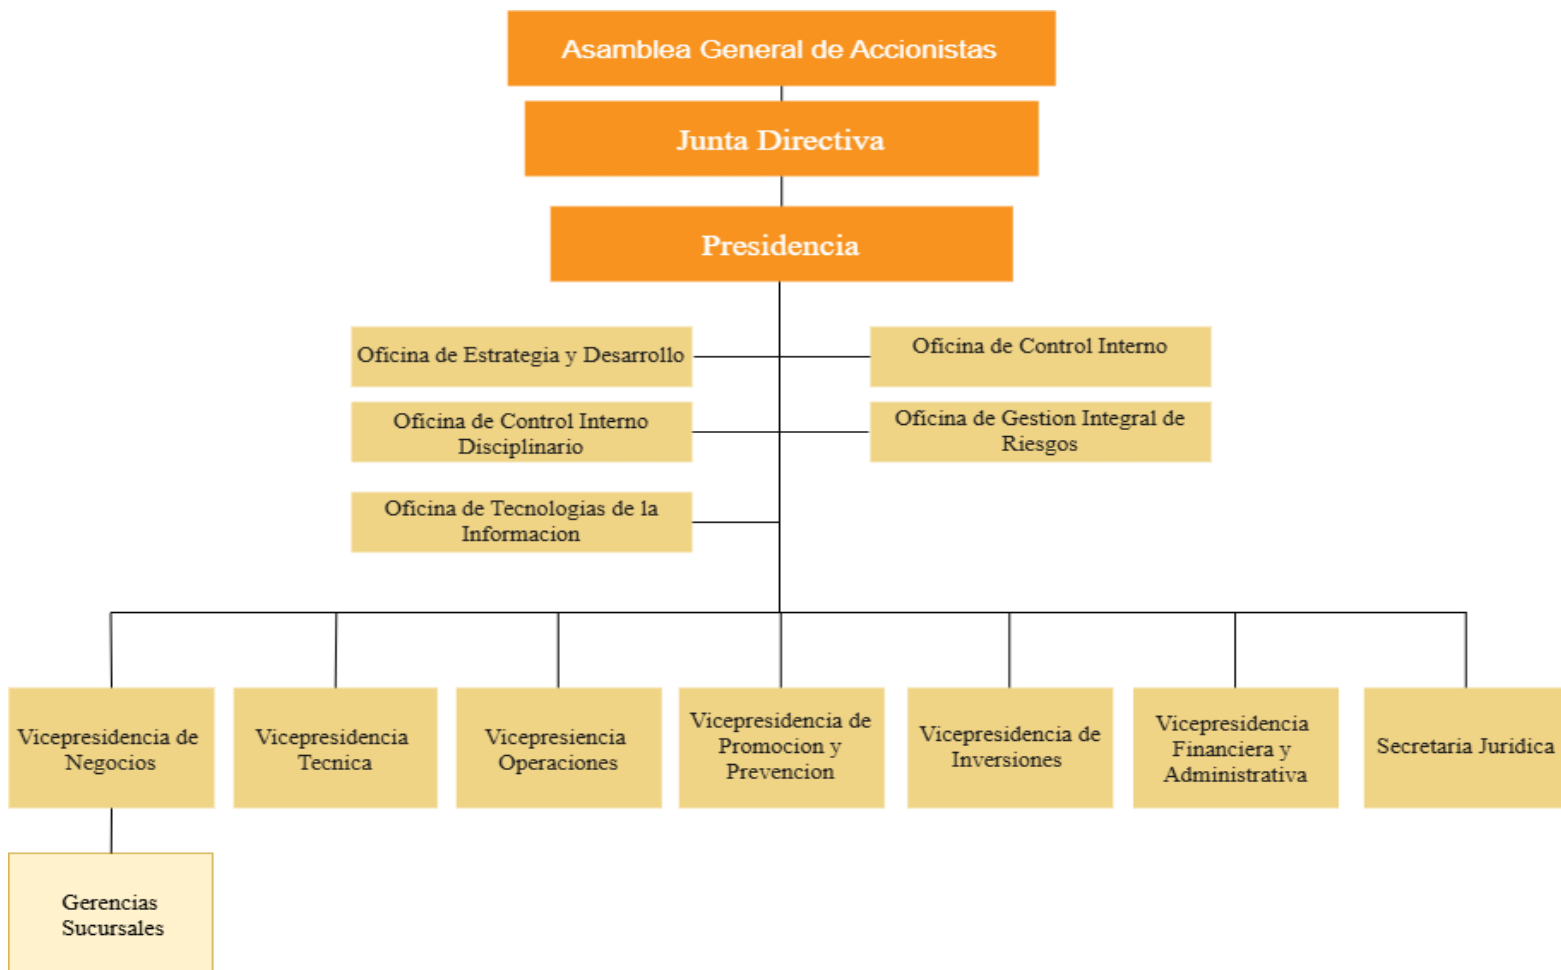 Asamblea General de Accionistas
Junta Directiva
Presidencia
Oficina de Estrategia y Desarrollo
Oficina de Control Interno
Oficina de Control Interno
Disciplinario
Oficina de Gestion Integral de
Riesgos
Oficina de Tecnologias de la
Informacion
Vicepresidencia de
Negocios
Vicepresidencia
Tecnica
Vicepresiencia
Operaciones
Vicepresidencia de
Promocion y
Prevencion
Vicepresidencia de
Inversiones
Vicepresidencia
Financiera y
Administrativa
Secretaria Juridica
Gerencias
Sucursales